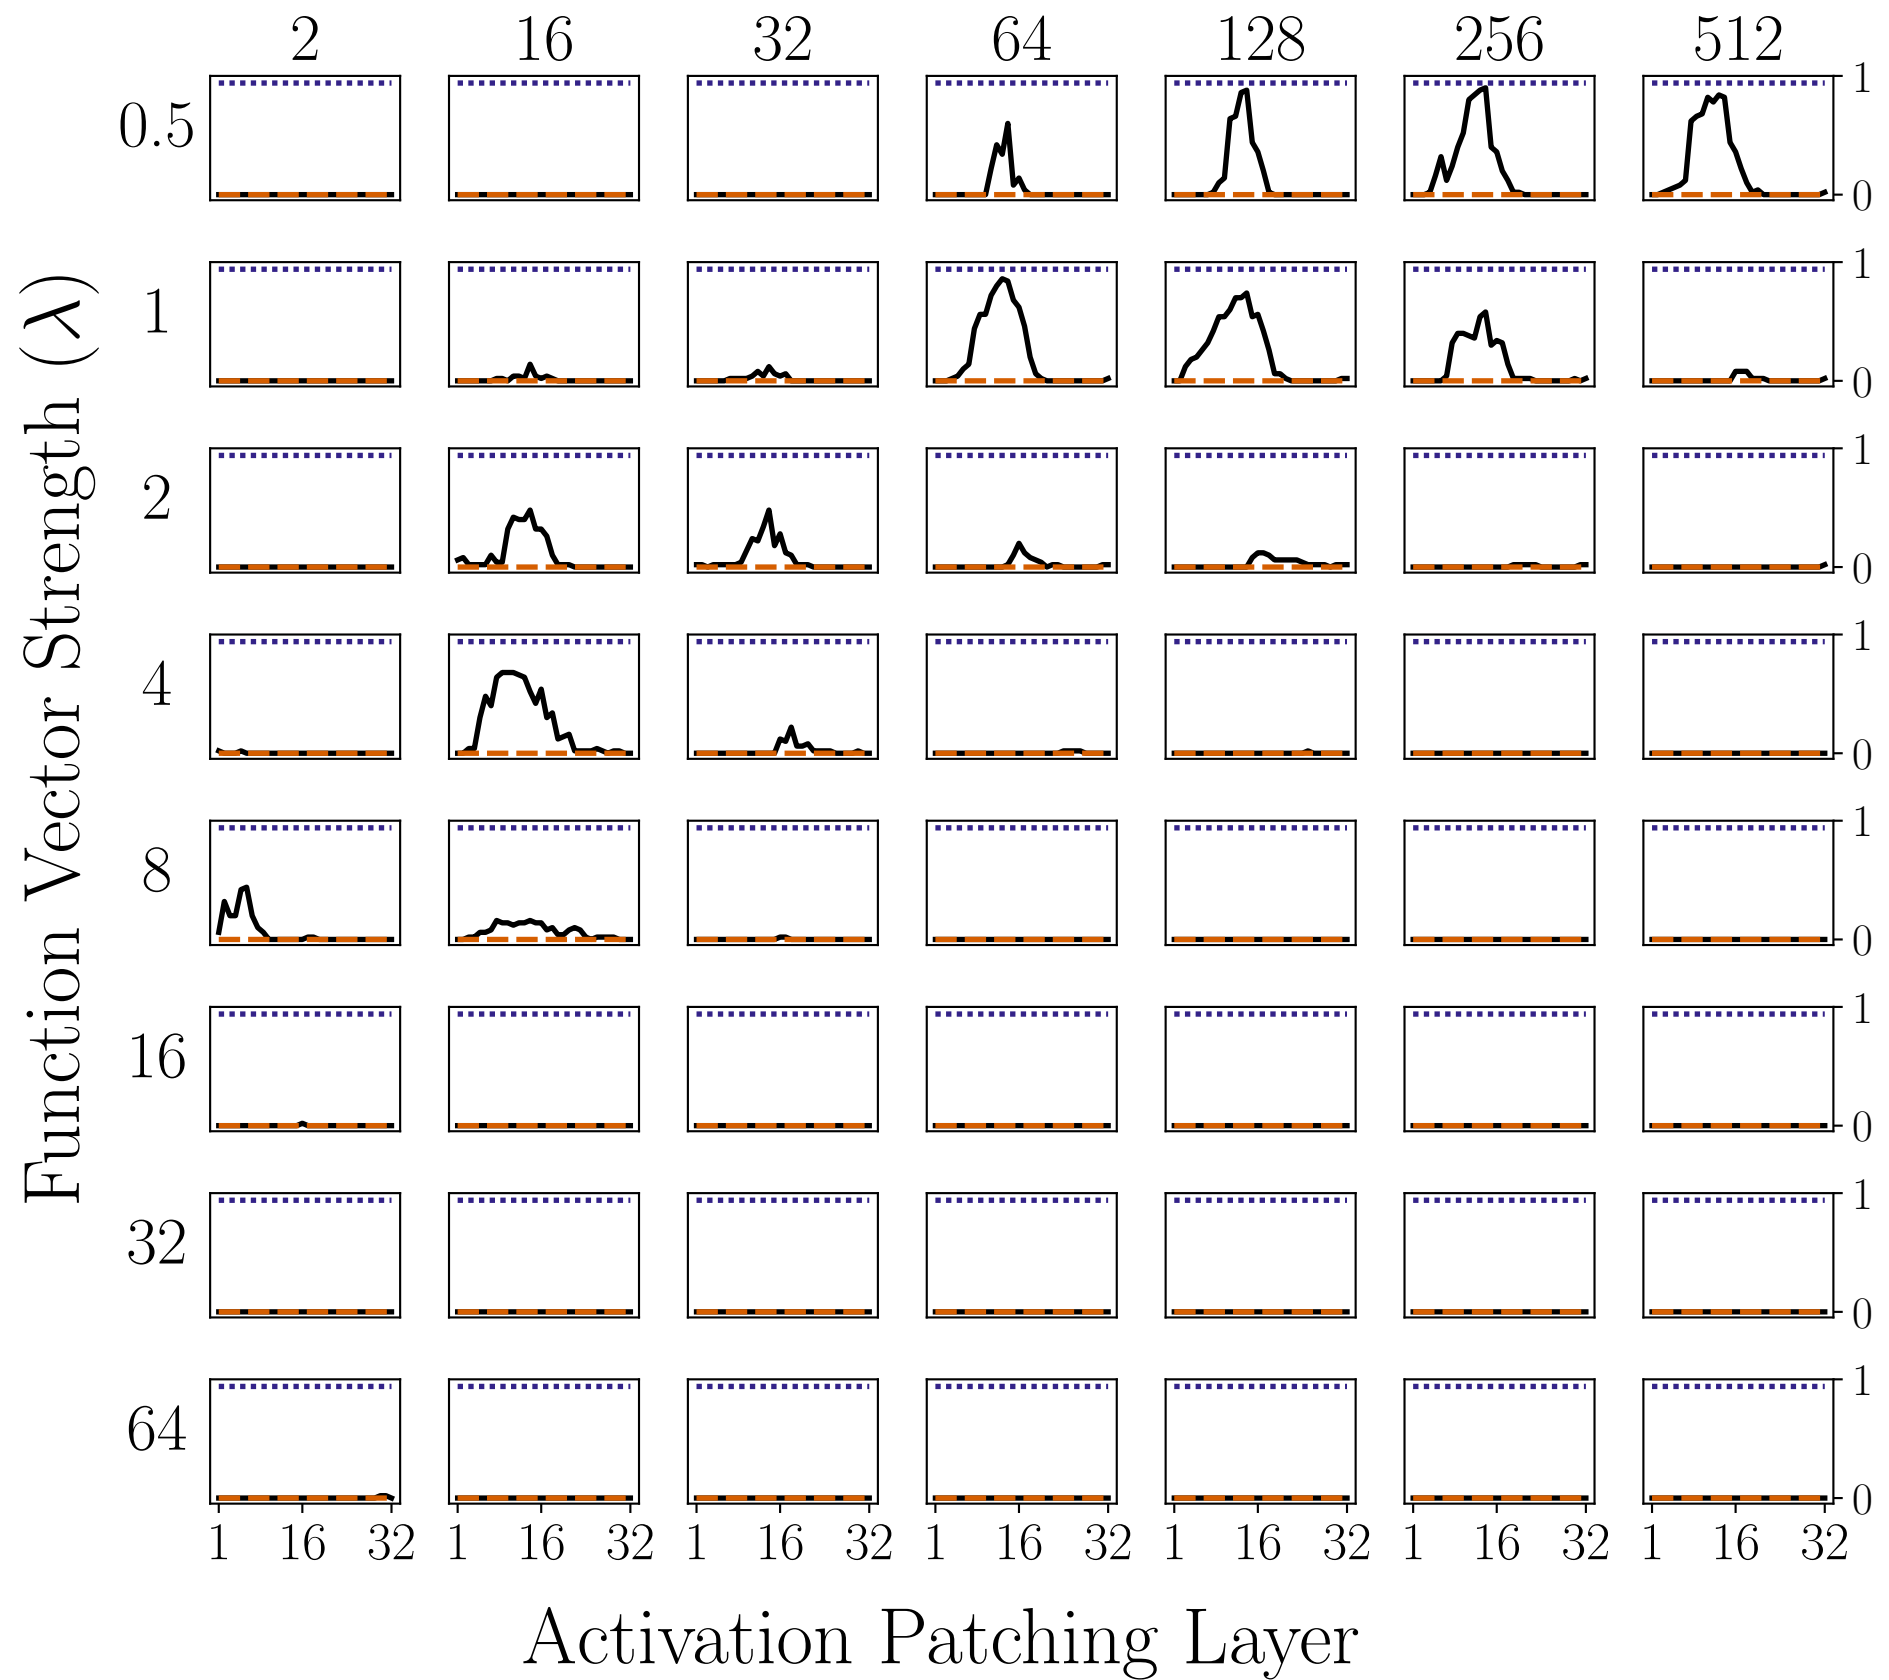 2 16 32 64 128 256 512
Function Vector Strength (λ)
0.5 1 0
1 1 0
2 1 0
4 1 0
8 1 0
16 1 0
32 1 0
64 1 0
1 16 32 1 16 32 1 16 32 1 16 32 1 16 32 1 16 32 1 16 32
Activation Patching Layer